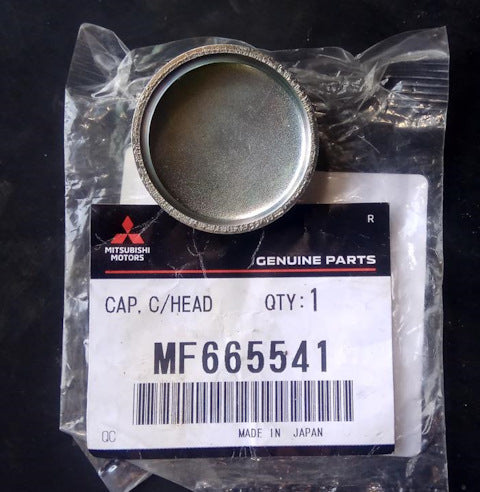 R
MITSUBISHI
MOTORS
GENUINE PARTS
CAP, C/HEAD QTY:1
MF665541
QC MADE IN JAPAN